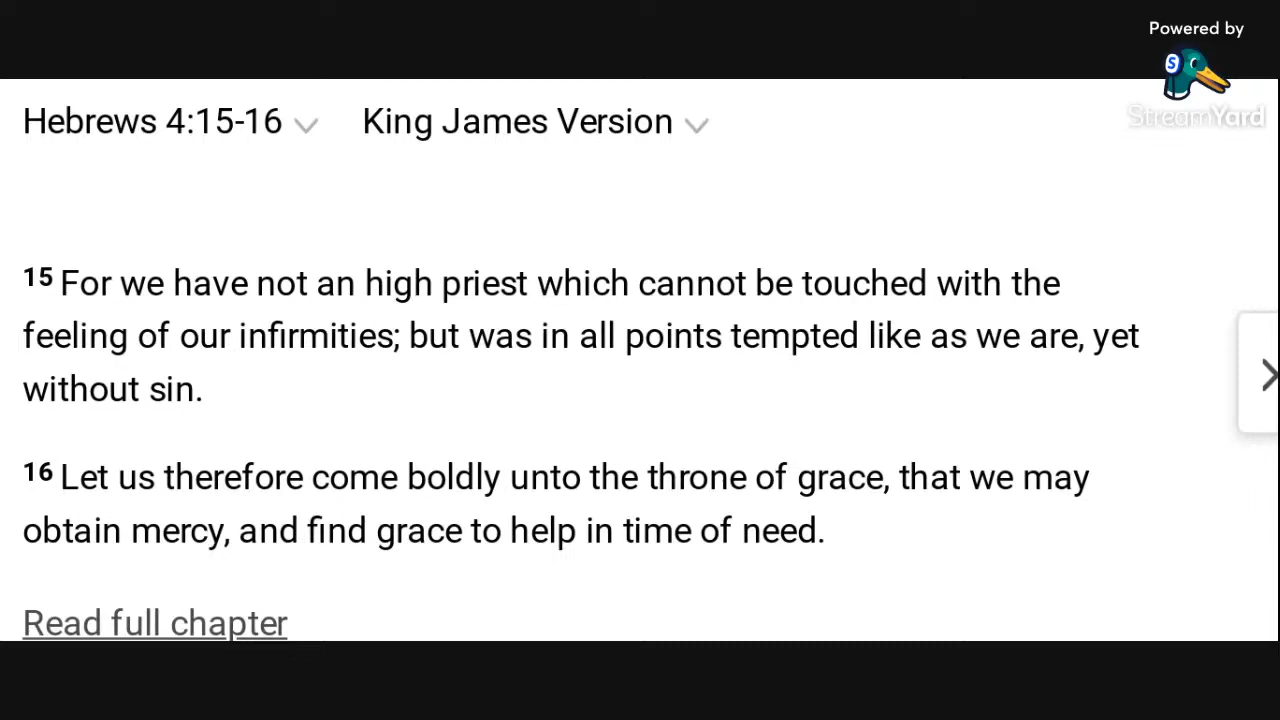 Powered by
S
StreamYard
Hebrews 4:15-16 King James Version
15 For we have not an high priest which cannot be touched with the
feeling of our infirmities; but was in all points tempted like as we are, yet
without sin.
16 Let us therefore come boldly unto the throne of grace, that we may
obtain mercy, and find grace to help in time of need.
Read full chapter